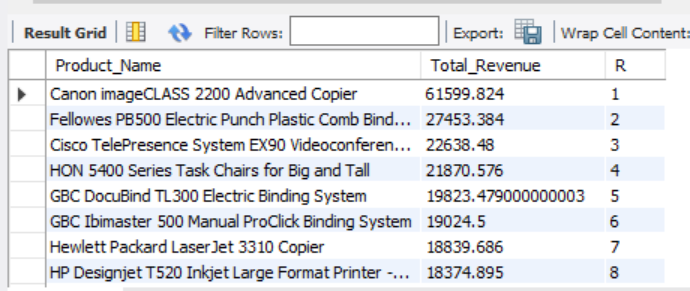 Result Grid Filter Rows: Export: Wrap Cell Content:
Product_Name Total_Revenue R
Canon imageCLASS 2200 Advanced Copier 61599.824 1
Fellowes PB500 Electric Punch Plastic Comb Bind... 27453.384 2
Cisco TelePresence System EX90 Videoconferen... 22638.48 3
HON 5400 Series Task Chairs for Big and Tall 21870.576 4
GBC DocuBind TL300 Electric Binding System 19823.479000000003 5
GBC Ibimaster 500 Manual ProClick Binding System 19024.5 6
Hewlett Packard LaserJet 3310 Copier 18839.686 7
HP Designjet T520 Inkjet Large Format Printer -... 18374.895 8